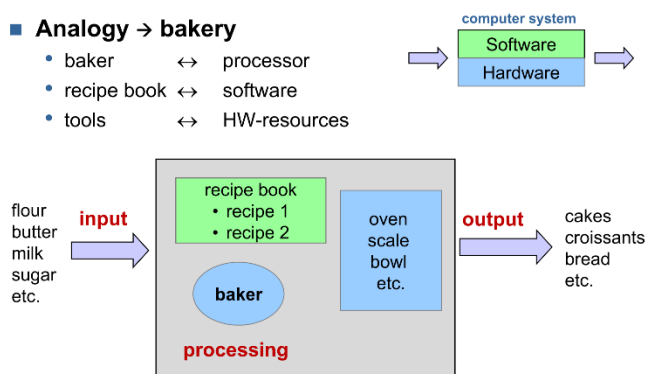 Analogy → bakery
• baker ↔ processor
• recipe book ↔ software
• tools ↔ HW-resources
computer system
Software
Hardware
flour
butter
milk
sugar
etc.
input
recipe book
• recipe 1
• recipe 2
baker
processing
oven
scale
bowl
etc.
output
cakes
croissants
bread
etc.